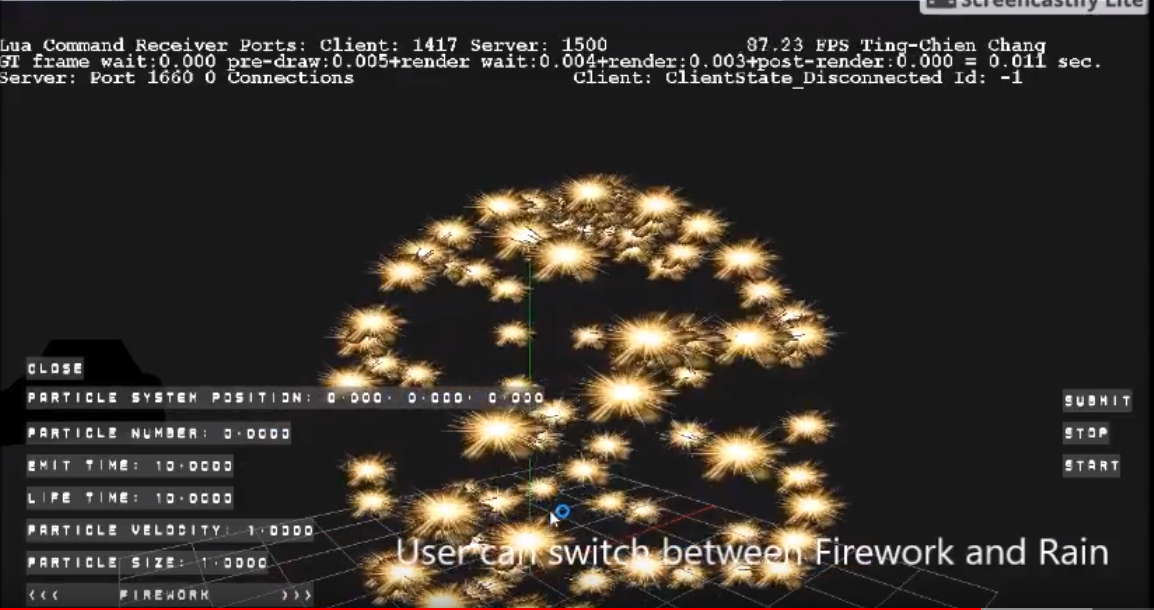 Screencastify Lite
Lua Command Receiver Ports: Client: 1417 Server: 1500 87.23 FPS Ting-Chien Chang
GT frame wait:0.000 pre-draw:0.005+render wait:0.004+render:0.003+post-render:0.000 = 0.011 sec.
Server: Port 1660 0 Connections Client: ClientState_Disconnected Id: -1
CLOSE
PARTICLE SYSTEM POSITION: 0.000, 0.000, 0.000
SUBMIT
PARTICLE NUMBER: 0.0000
STOP
EMIT TIME: 10.0000
START
LIFE TIME: 10.0000
PARTICLE VELOCITY: 1.0000
User can switch between Firework and Rain
PARTICLE SIZE: 1.0000
<<< FIREWORK >>>